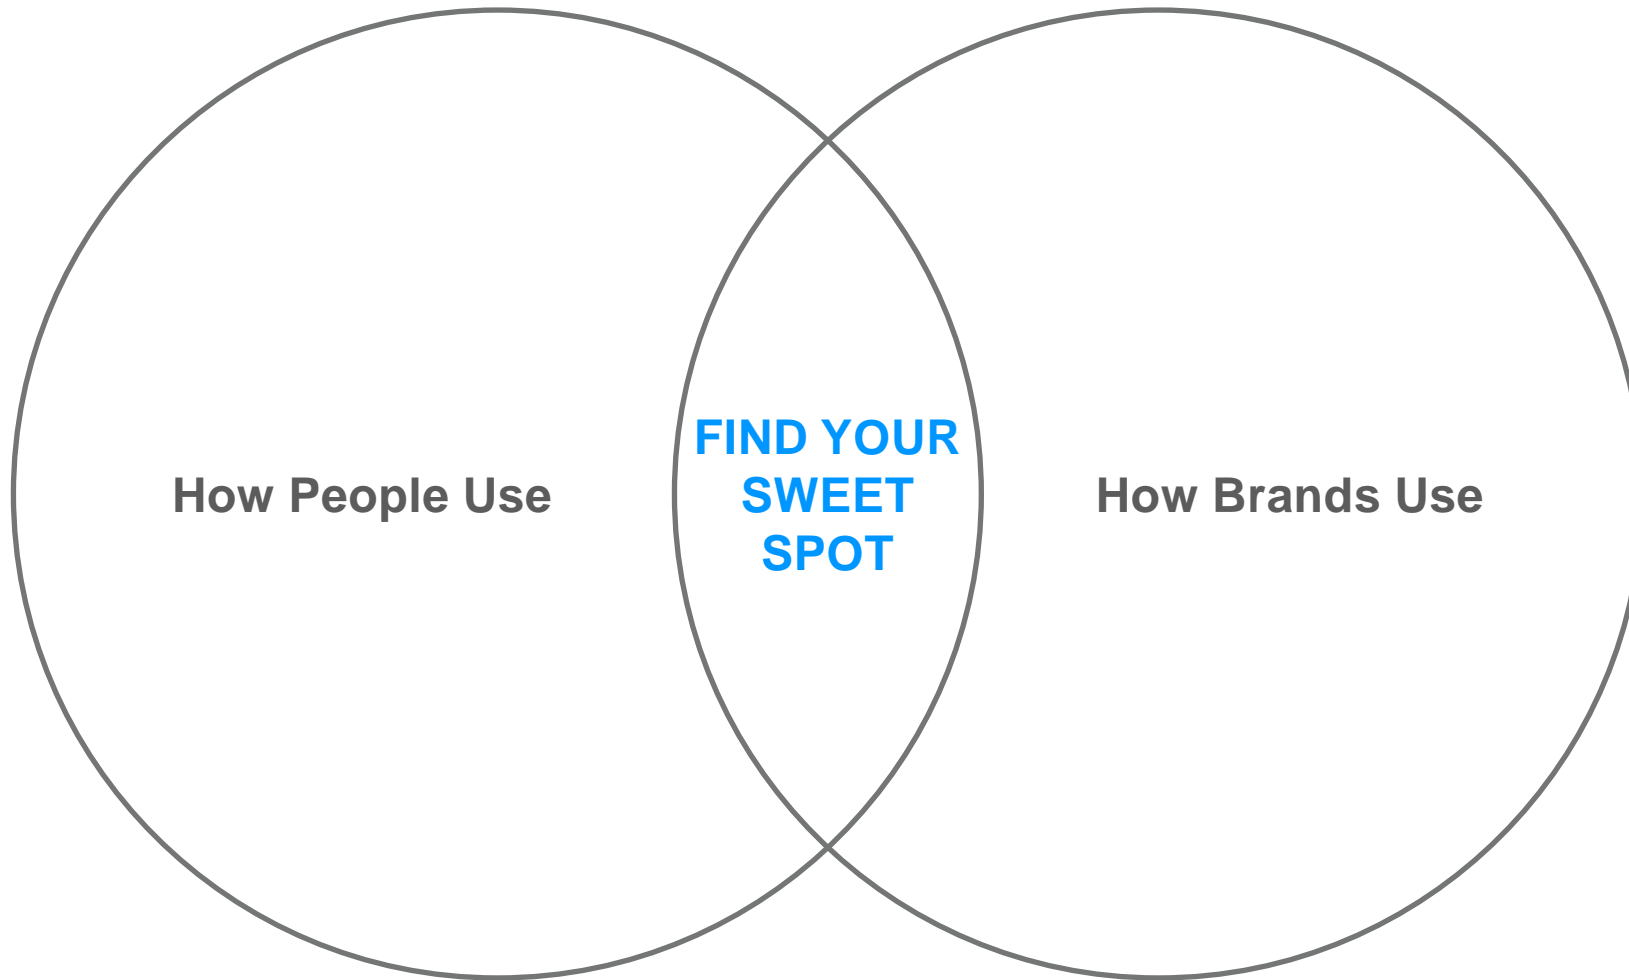 How People Use
FIND YOUR
SWEET
SPOT
How Brands Use